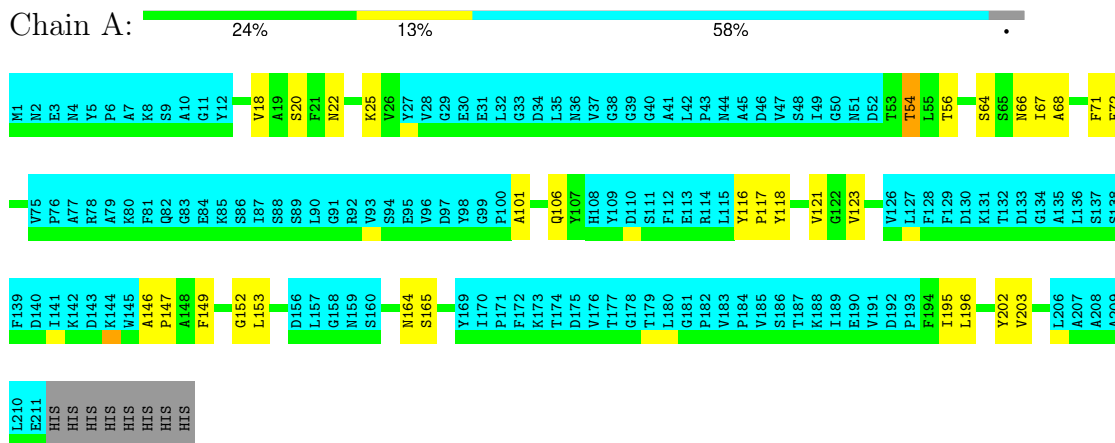 Chain A:
24% 13% 58% •
M1 N2 E3 N4 Y5 P6 A7 K8 S9 A10 G11 Y12 V18 A19 S20 F21 N22 K25 V26 Y27 V28 G29 E30 E31 L32 G33 D34 L35 N36 V37 G38 G39 G40 A41 L42 P43 N44 A45 D46 V47 S48 I49 G50 N51 D52 T53 T54 L55 T56 S64 S65 N66 I67 A68 F71
V75 P76 A77 R78 A79 K80 F81 Q82 G83 E84 K85 S86 I87 S88 S89 L90 G91 R92 V93 S94 E95 V96 D97 Y98 G99 P100 A101 Q106 Y107 H108 Y109 D110 S111 F112 E113 R114 L115 Y116 P117 Y118 V121 G122 V123 V126 L127 F128 F129 D130 K131 T132 D133 G134 A135 L136 S137 S138
F139 D140 I141 K142 D143 K144 W145 A146 P147 A148 F149 G152 L153 D156 L157 G158 N159 S160 N164 S165 Y169 I170 P171 F172 K173 T174 D175 V176 T177 G178 T179 L180 G181 P182 V183 P184 V185 S186 T187 K188 I189 E190 V191 D192 P193 F194 I195 L196 Y202 V203 L206 A207 A208 A209
L210 E211 HIS HIS HIS HIS HIS HIS HIS HIS